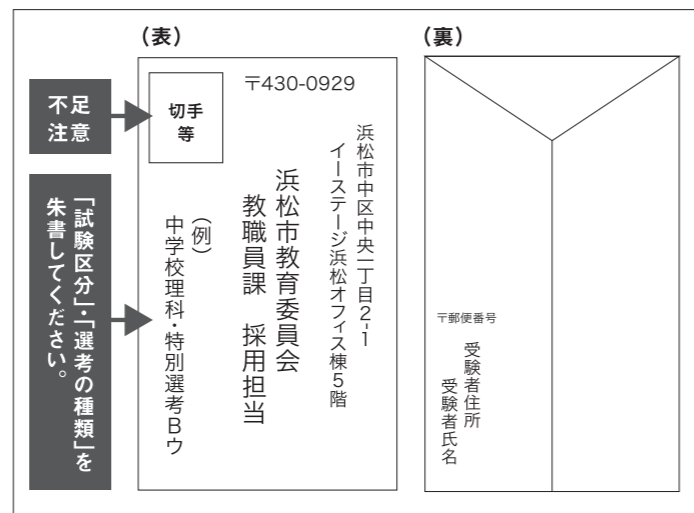 (表)
(裏)
不足
注意
切手
等
〒430-0929
浜松市中区中央一丁目2-1
イーステージ浜松オフィス棟5階
浜松市教育委員会
教職員課　採用担当
(例)
中学校理科・特別選考Bウ
「試験区分」・「選考の種類」を
朱書してください。
〒郵便番号
受験者住所
受験者氏名